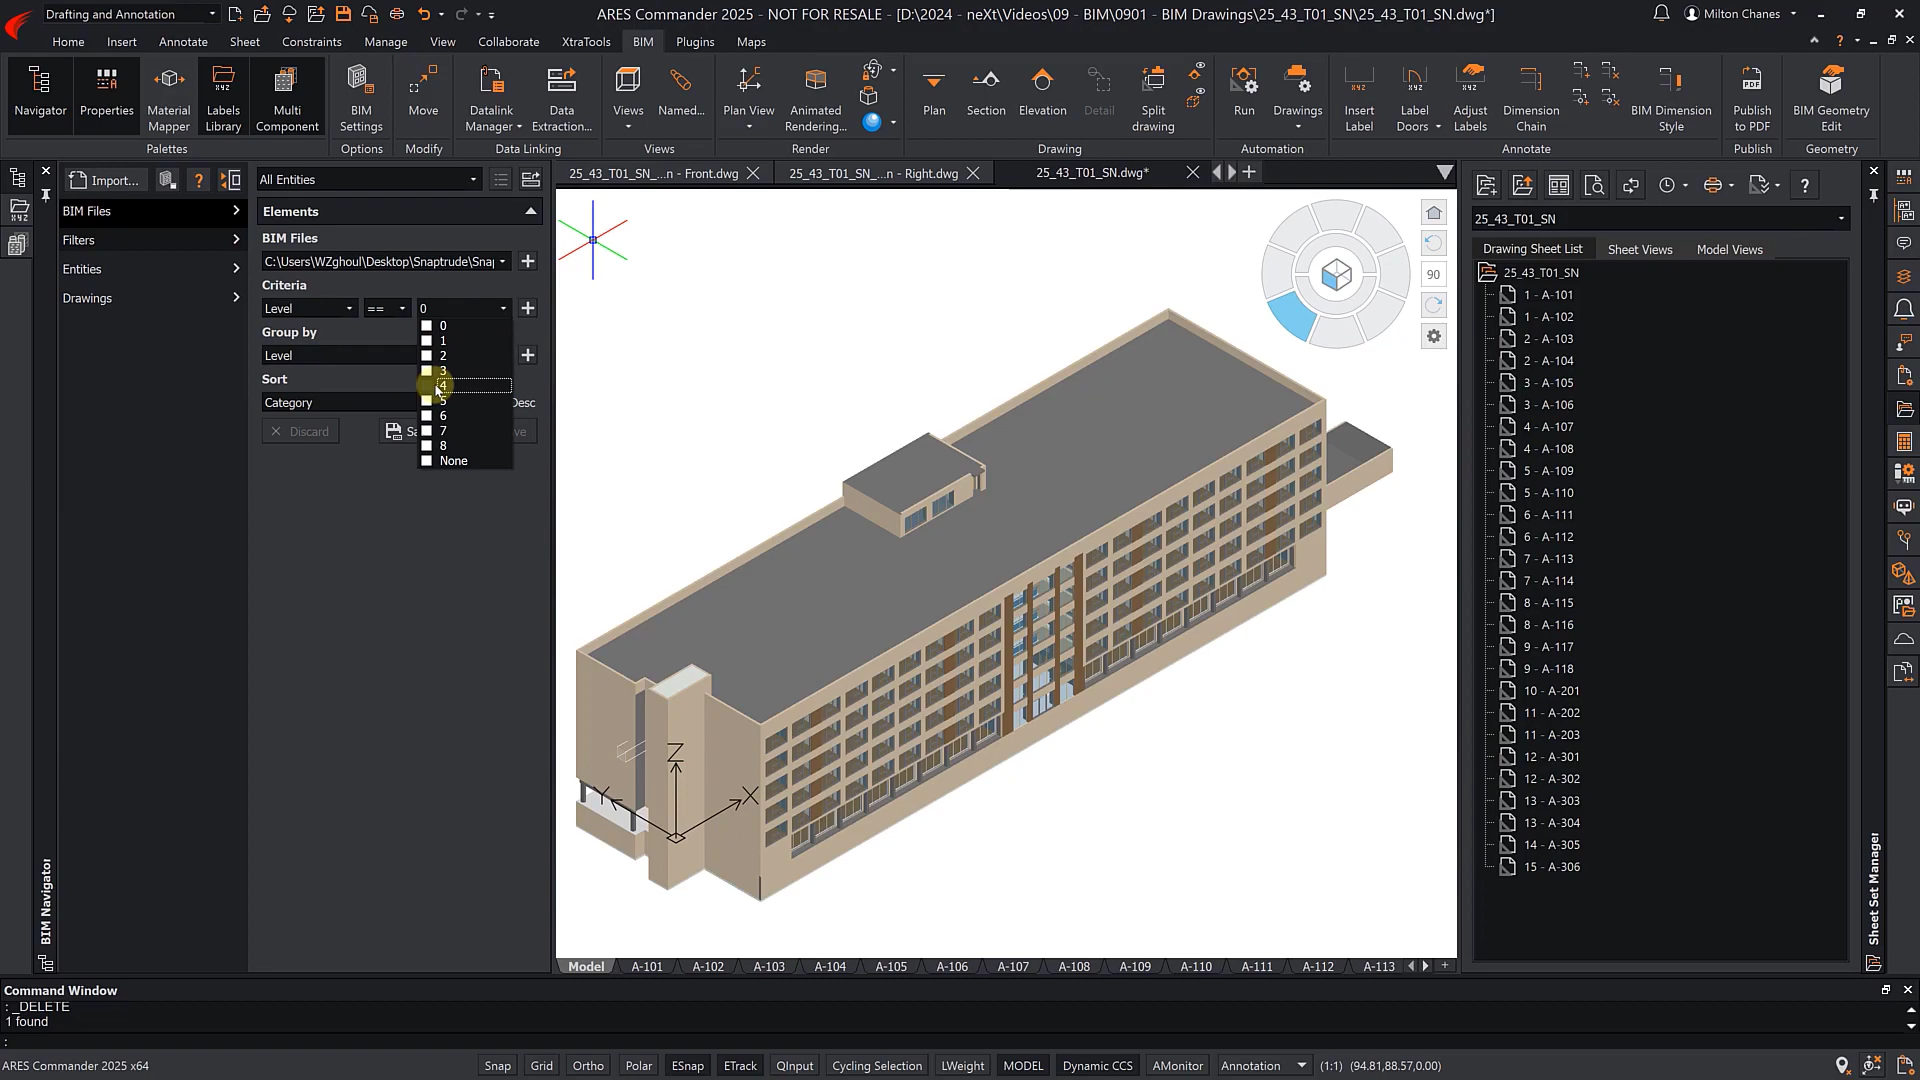 Drafting and Annotation
ARES Commander 2025 - NOT FOR RESALE - [D:\2024 - neXt\Videos\09 - BIM\0901 - BIM Drawings\25_43_T01_SN\25_43_T01_SN.dwg*]
Milton Chanes
Home Insert Annotate Sheet Constraints Manage View Collaborate XtraTools BIM Plugins Maps
Navigator Properties Material Mapper Labels Library Multi Component
BIM Settings
Move
Datalink Manager Data Extraction...
Views Named...
Plan View Animated Rendering...
Plan Section Elevation Detail Split drawing
Run Drawings
Insert Label Label Doors Adjust Labels Dimension Chain BIM Dimension Style
Publish to PDF
BIM Geometry Edit
Palettes Options Modify Data Linking Views Render Drawing Automation Annotate Publish Geometry
Import...
BIM Files
Filters
Entities
Drawings
BIM Navigator
All Entities
Elements
BIM Files
C:\Users\WZghoul\Desktop\Snaptrude\Snap
Criteria
Level == 0
0
1
2
3
4
5
6
7
8
None
Group by
Level
Sort
Category
Desc
Discard
25_43_T01_SN_...n - Front.dwg
25_43_T01_SN_...n - Right.dwg
25_43_T01_SN.dwg*
90
Z
Y
X
Model A-101 A-102 A-103 A-104 A-105 A-106 A-107 A-108 A-109 A-110 A-111 A-112 A-113
25_43_T01_SN
Drawing Sheet List Sheet Views Model Views
25_43_T01_SN
1 - A-101
1 - A-102
2 - A-103
2 - A-104
3 - A-105
3 - A-106
4 - A-107
4 - A-108
5 - A-109
5 - A-110
6 - A-111
6 - A-112
7 - A-113
7 - A-114
8 - A-115
8 - A-116
9 - A-117
9 - A-118
10 - A-201
11 - A-202
11 - A-203
12 - A-301
12 - A-302
13 - A-303
13 - A-304
14 - A-305
15 - A-306
Sheet Set Manager
Command Window
: _DELETE
1 found
:
ARES Commander 2025 x64
Snap Grid Ortho Polar ESnap ETrack QInput Cycling Selection LWeight MODEL Dynamic CCS AMonitor Annotation (1:1) (94.81,88.57,0.00)